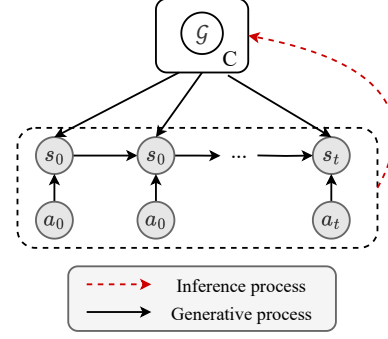 𝒢
C
s₀ s₀ ... sₜ
a₀ a₀ aₜ
Inference process
Generative process